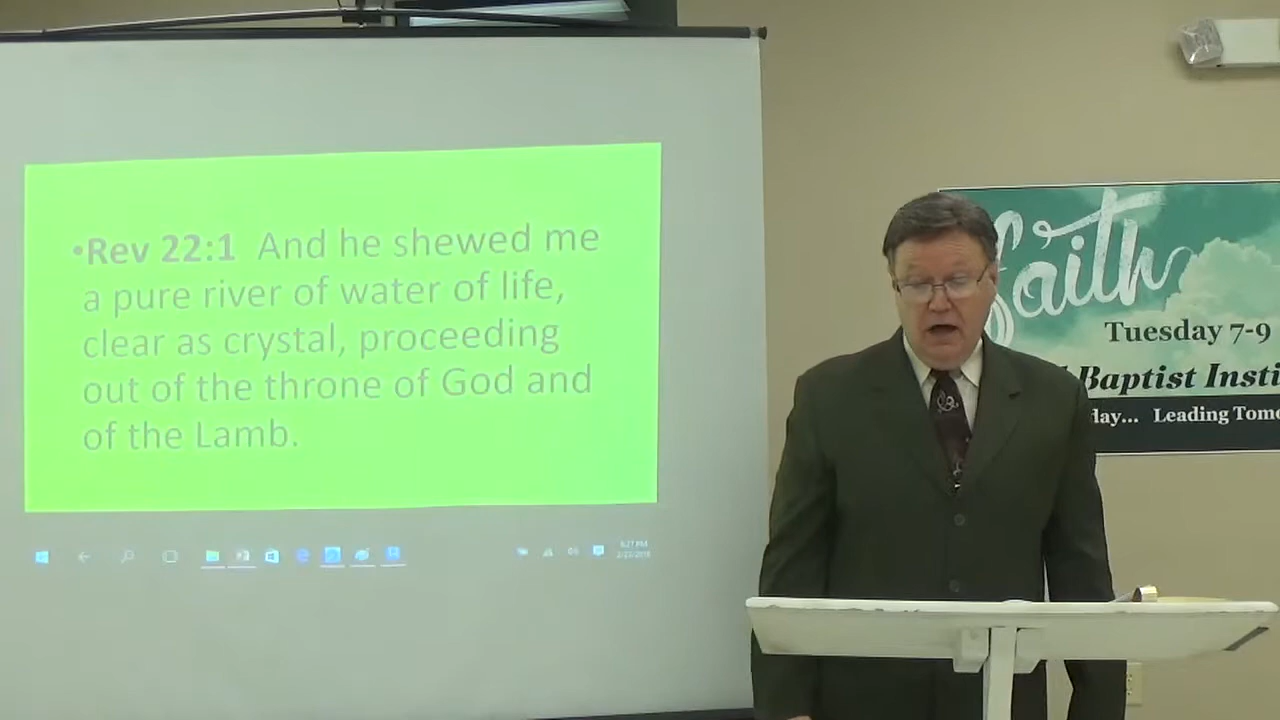 •Rev 22:1 And he shewed me
a pure river of water of life,
clear as crystal, proceeding
out of the throne of God and
of the Lamb.
faith
Tuesday 7-9
Baptist Insti
day... Leading Tomo